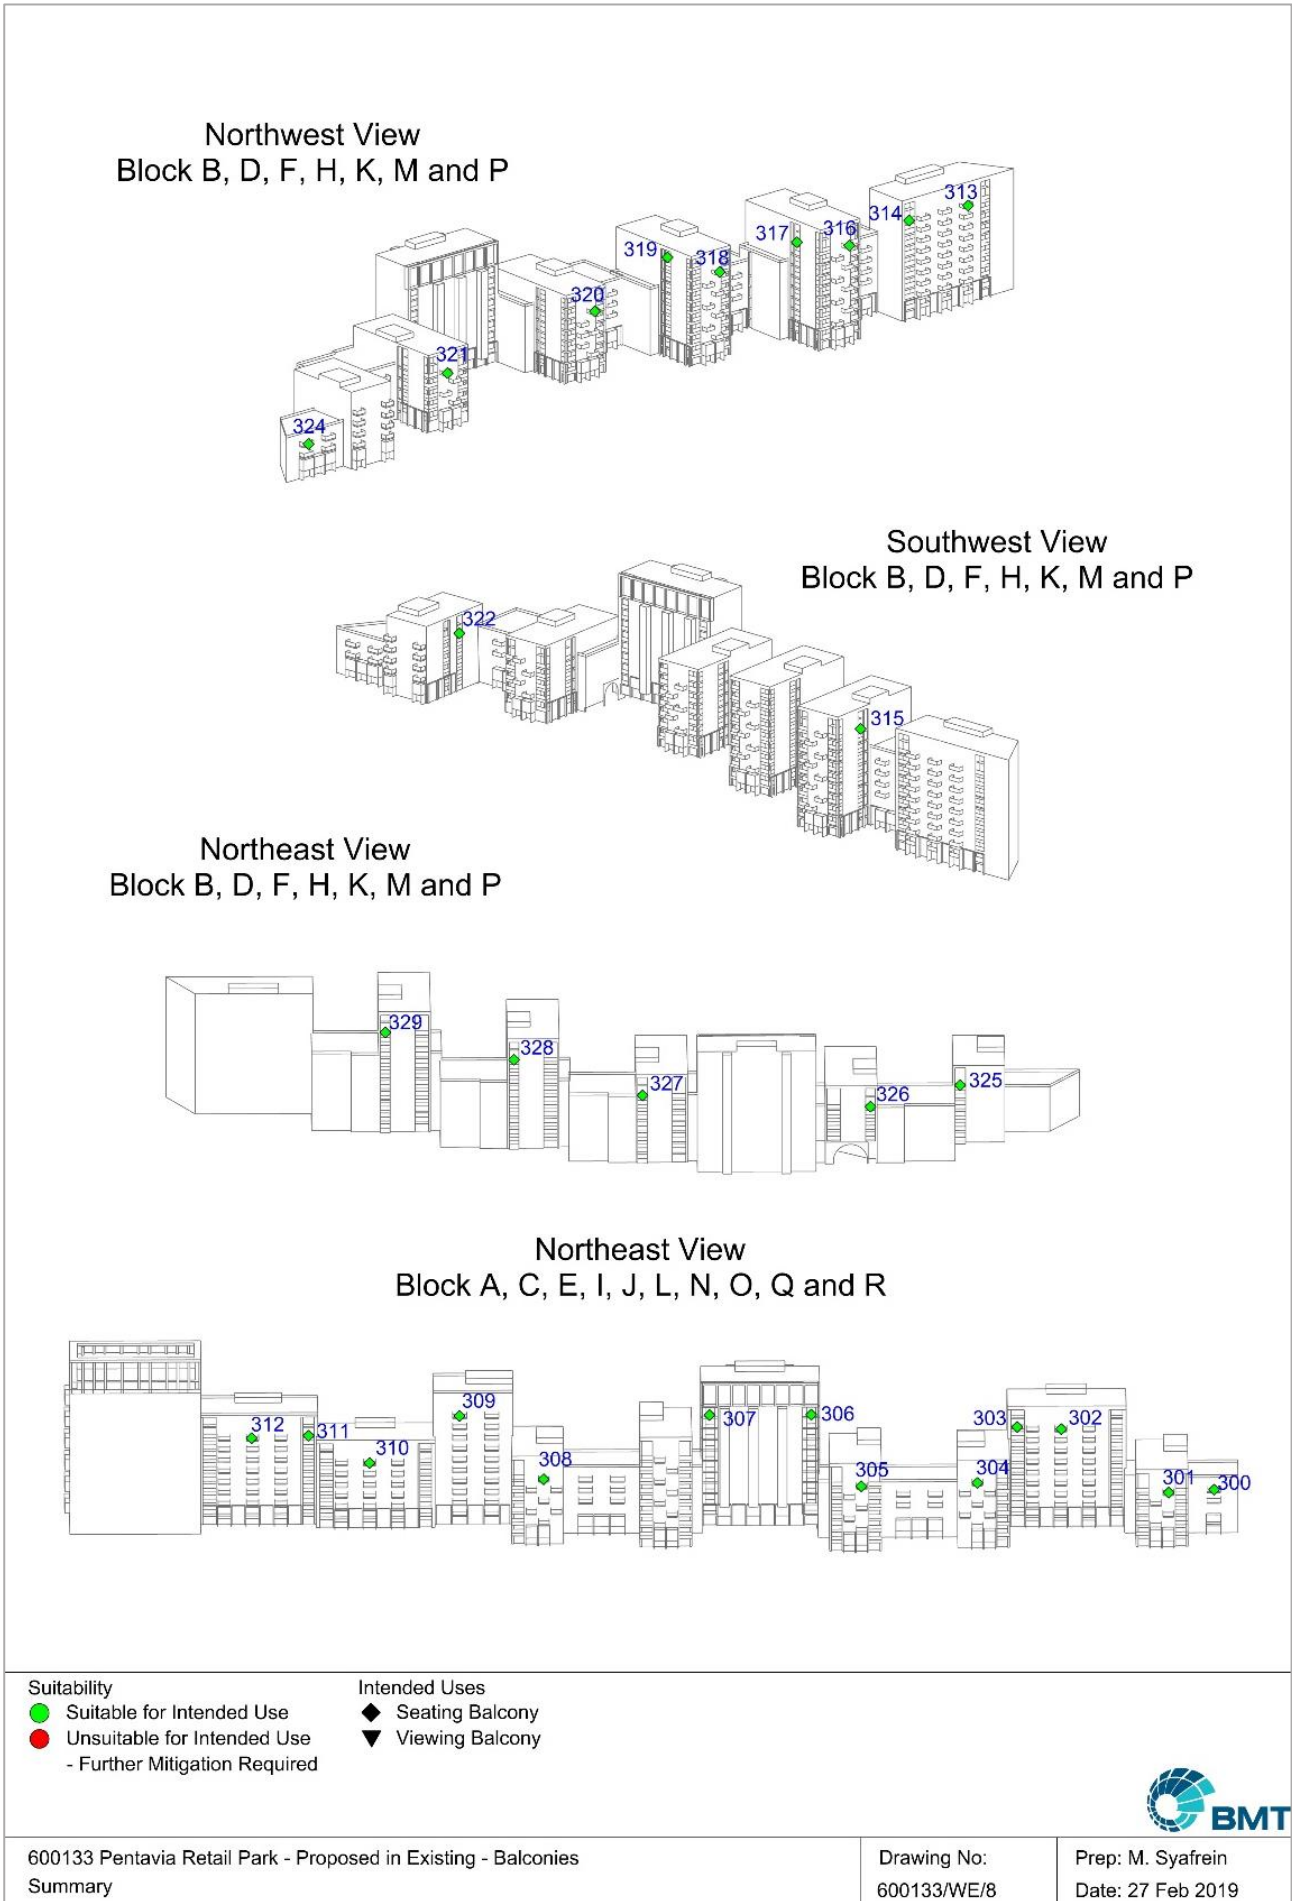 Northwest View
Block B, D, F, H, K, M and P
313
314
316
317
318
319
320
321
324
Southwest View
Block B, D, F, H, K, M and P
322
315
Northeast View
Block B, D, F, H, K, M and P
329
328
327
326
325
Northeast View
Block A, C, E, I, J, L, N, O, Q and R
312
311
310
309
308
307
306
305
304
303
302
301
300
Suitability
Suitable for Intended Use
Unsuitable for Intended Use
- Further Mitigation Required
Intended Uses
Seating Balcony
Viewing Balcony
BMT
600133 Pentavia Retail Park - Proposed in Existing - Balconies
Summary
Drawing No:
600133/WE/8
Prep: M. Syafrein
Date: 27 Feb 2019